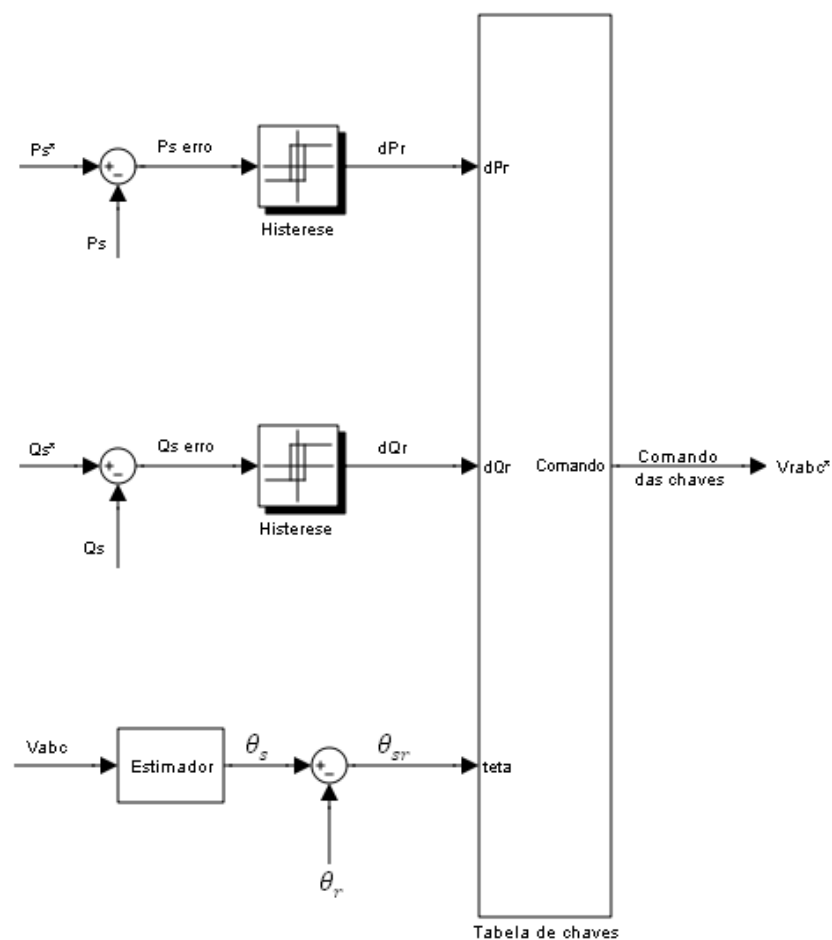 Ps*
Ps erro
dPr
dPr
Ps
Histerese
Qs*
Qs erro
dQr
dQr
Comando
Comando
das chaves
Vrabc*
Qs
Histerese
Vabc
Estimador
θs
θsr
teta
θr
Tabela de chaves